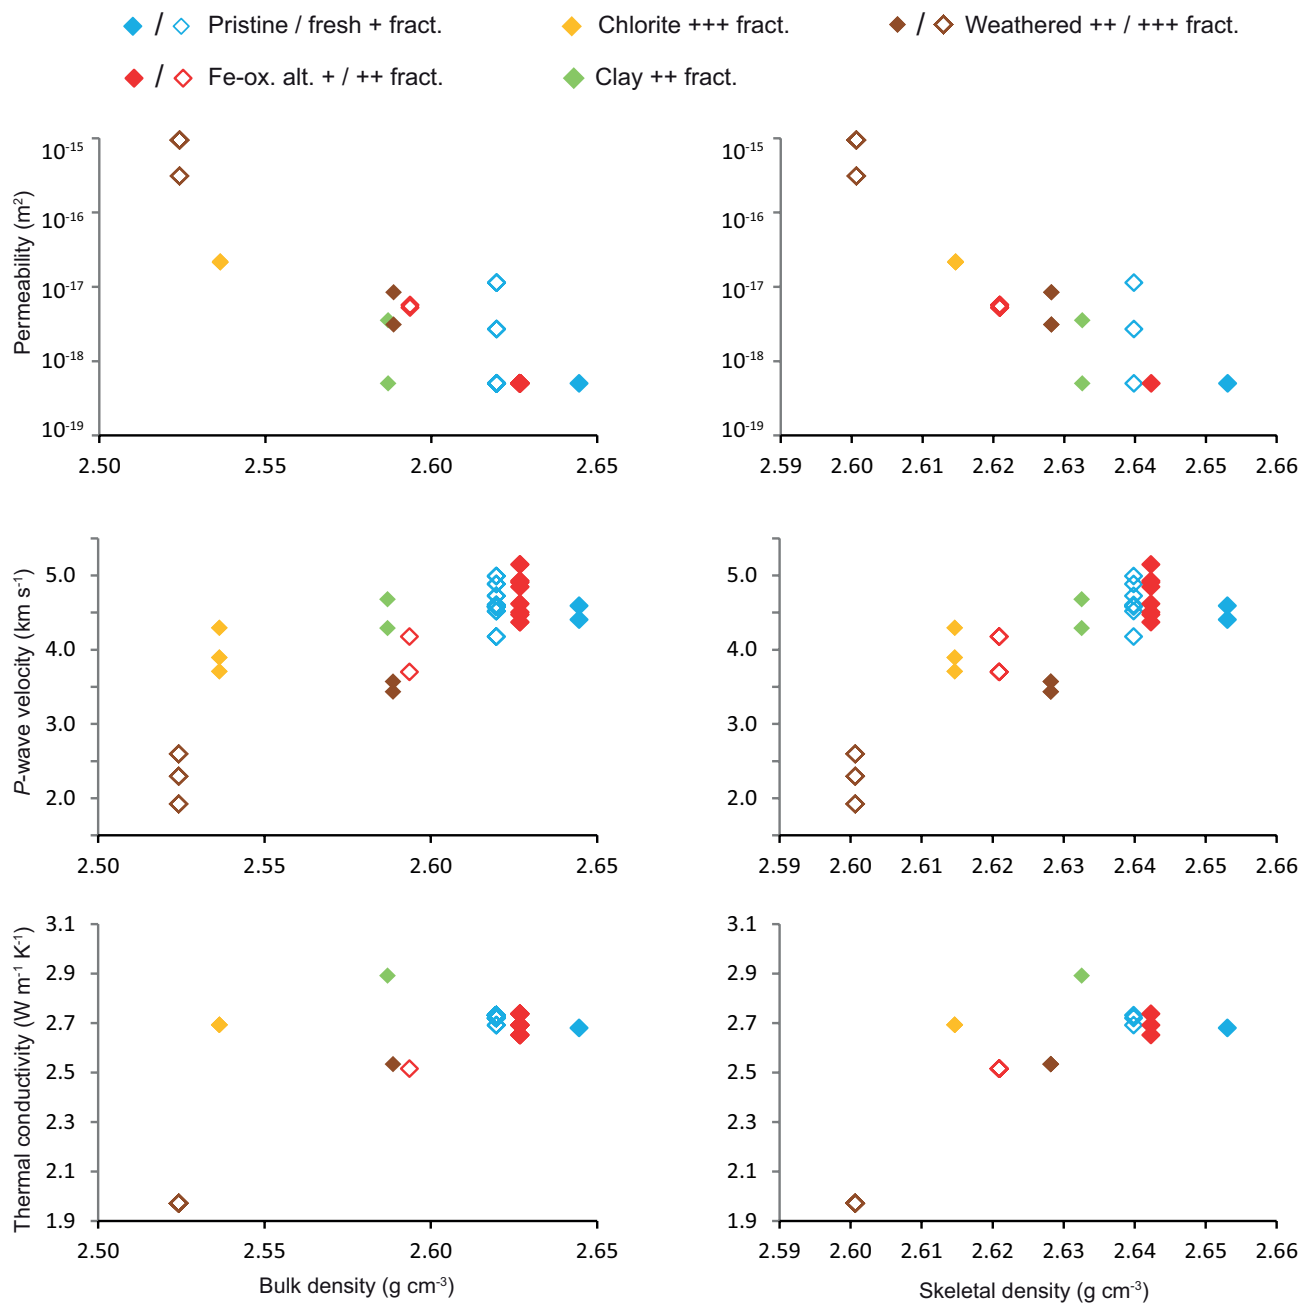 / Pristine / fresh + fract.
Chlorite +++ fract.
/ Weathered ++ / +++ fract.
/ Fe-ox. alt. + / ++ fract.
Clay ++ fract.
Permeability (m²)
10⁻¹⁵
10⁻¹⁶
10⁻¹⁷
10⁻¹⁸
10⁻¹⁹
2.50 2.55 2.60 2.65
10⁻¹⁵
10⁻¹⁶
10⁻¹⁷
10⁻¹⁸
10⁻¹⁹
2.59 2.60 2.61 2.62 2.63 2.64 2.65 2.66
P-wave velocity (km s⁻¹)
5.0
4.0
3.0
2.0
2.50 2.55 2.60 2.65
5.0
4.0
3.0
2.0
2.59 2.60 2.61 2.62 2.63 2.64 2.65 2.66
Thermal conductivity (W m⁻¹ K⁻¹)
3.1
2.9
2.7
2.5
2.3
2.1
1.9
2.50 2.55 2.60 2.65
Bulk density (g cm⁻³)
3.1
2.9
2.7
2.5
2.3
2.1
1.9
2.59 2.60 2.61 2.62 2.63 2.64 2.65 2.66
Skeletal density (g cm⁻³)